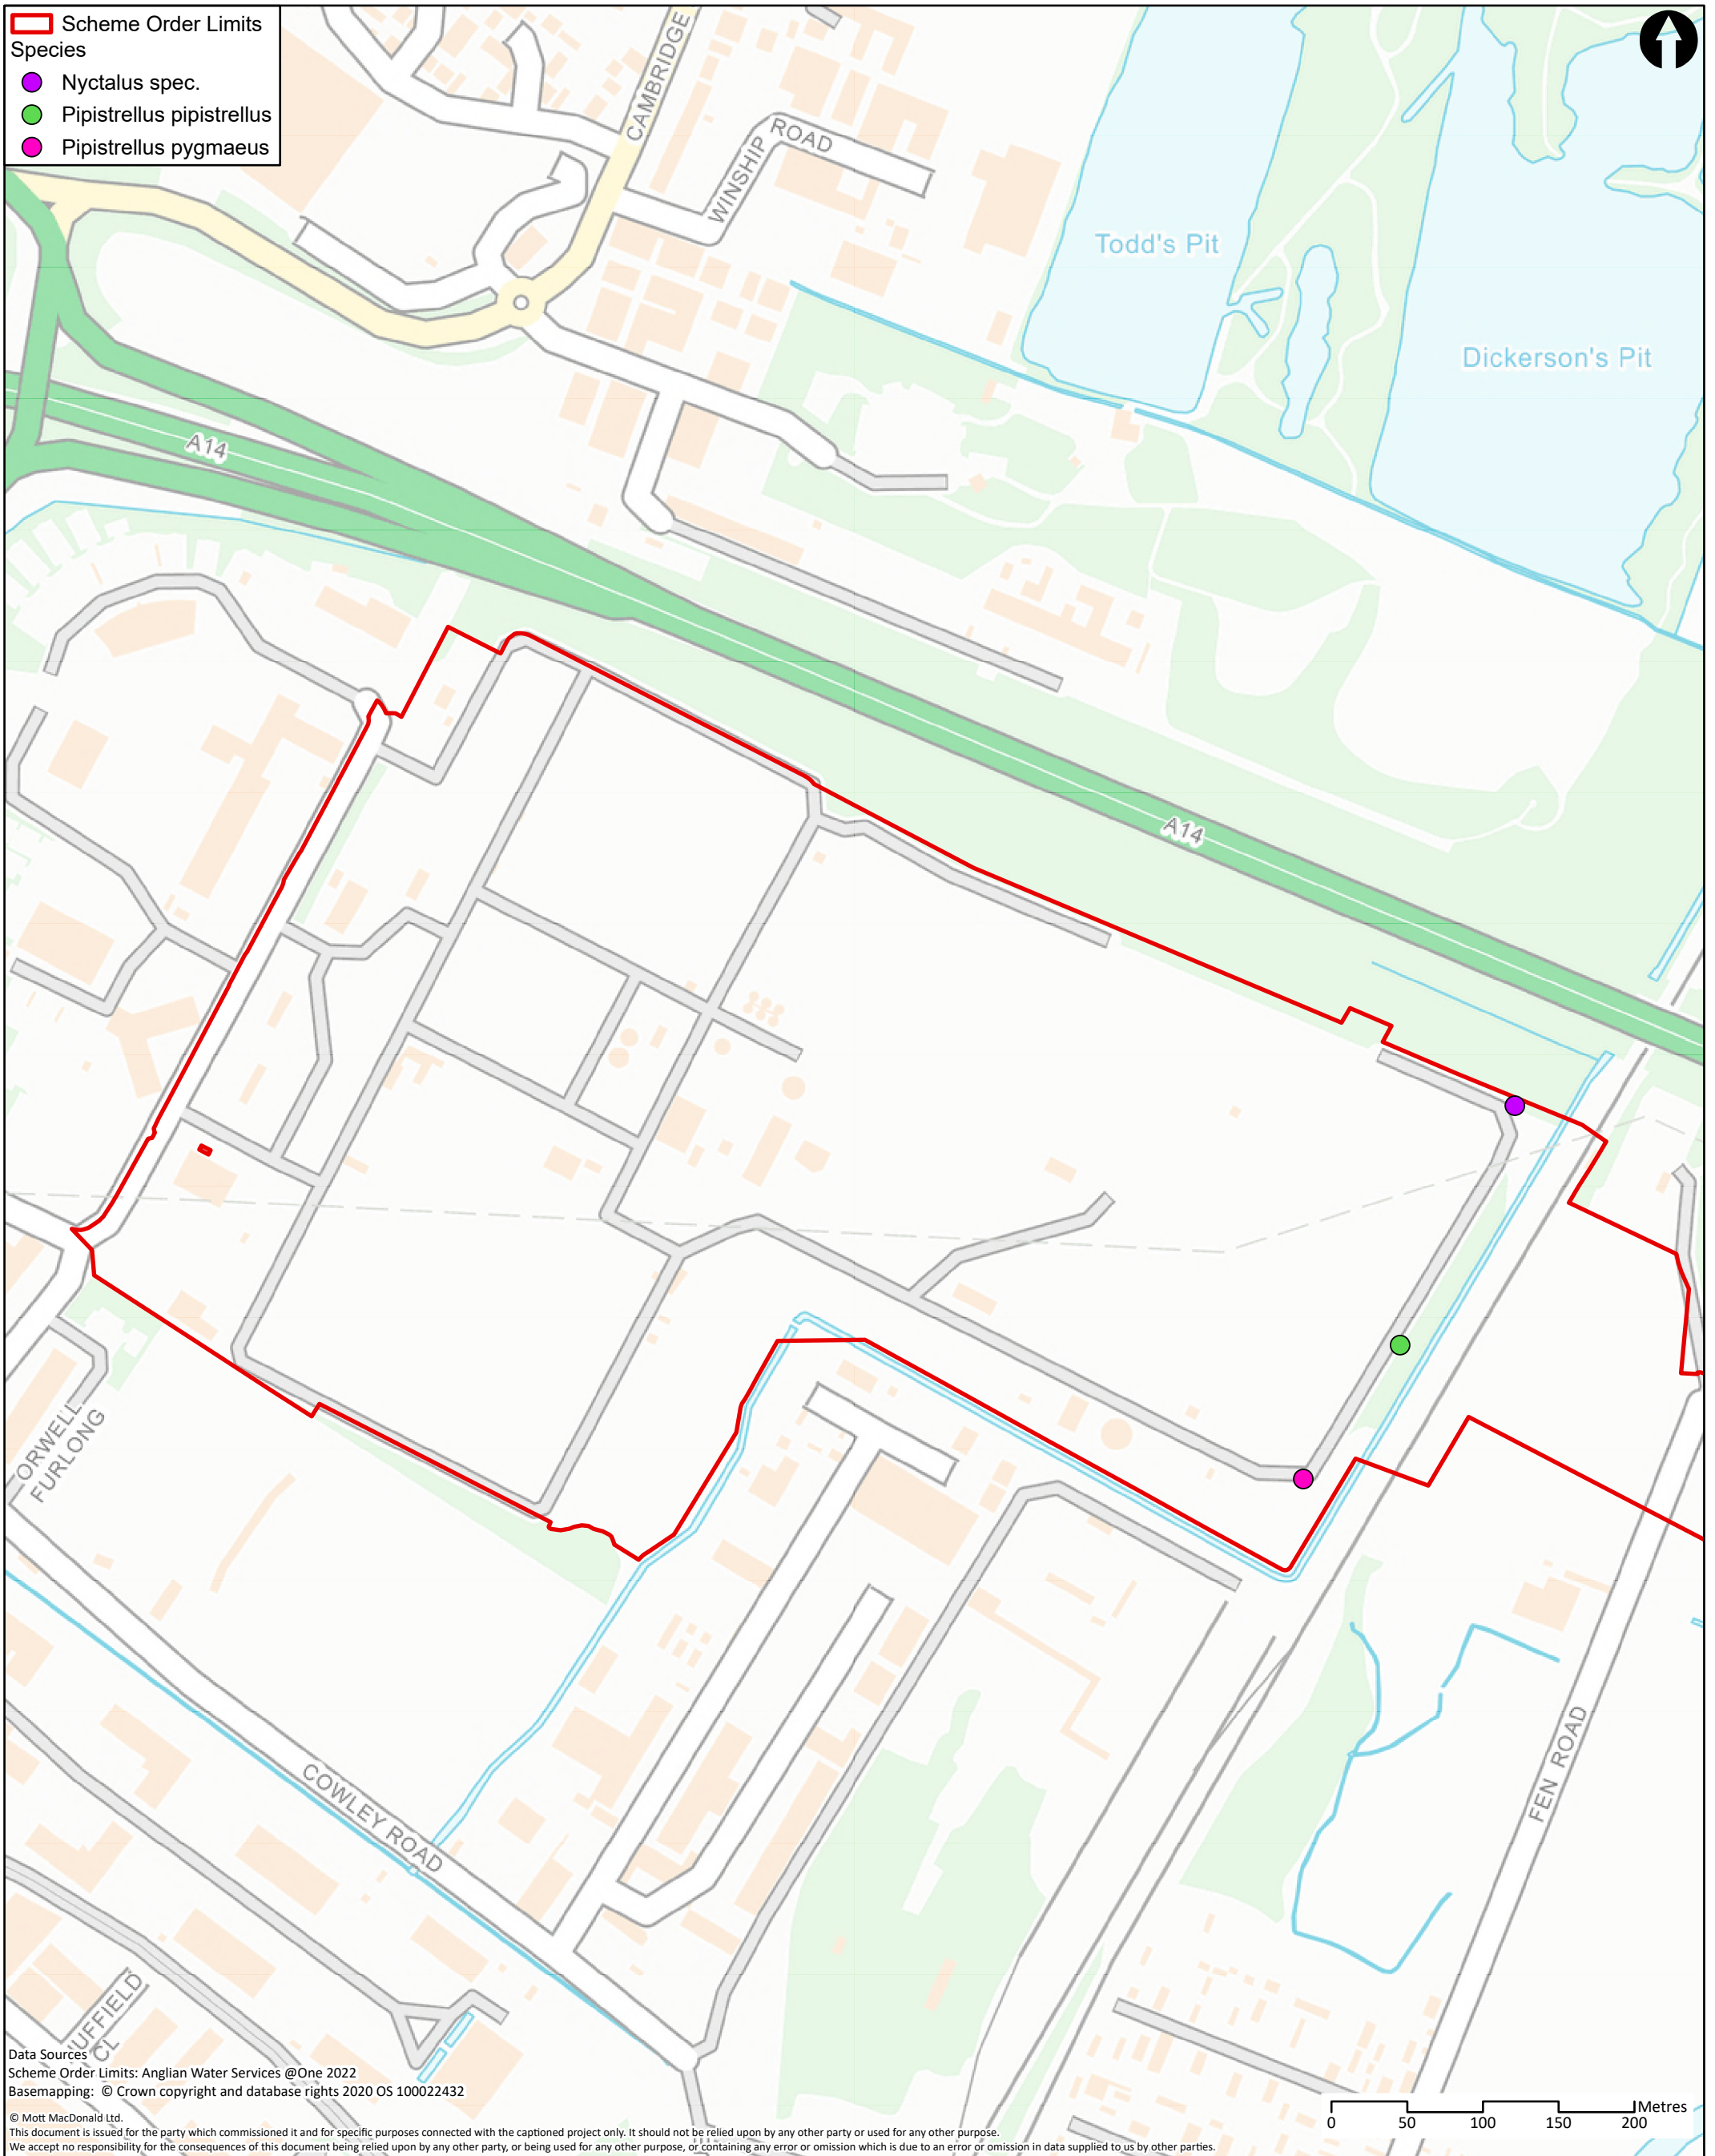 Scheme Order Limits
Species
Nyctalus spec.
Pipistrellus pipistrellus
Pipistrellus pygmaeus
CAMBRIDGE
WINSHIP
ROAD
Todd's Pit
Dickerson's Pit
A14
A14
ORWELL
FURLONG
COWLEY ROAD
FEN ROAD
UFFIELD
CL
Data Sources
Scheme Order Limits: Anglian Water Services @One 2022
Basemapping: © Crown copyright and database rights 2020 OS 100022432
© Mott MacDonald Ltd.
This document is issued for the party which commissioned it and for specific purposes connected with the captioned project only. It should not be relied upon by any other party or used for any other purpose.
We accept no responsibility for the consequences of this document being relied upon by any other party, or being used for any other purpose, or containing any error or omission which is due to an error or omission in data supplied to us by other parties.
Metres
0 50 100 150 200